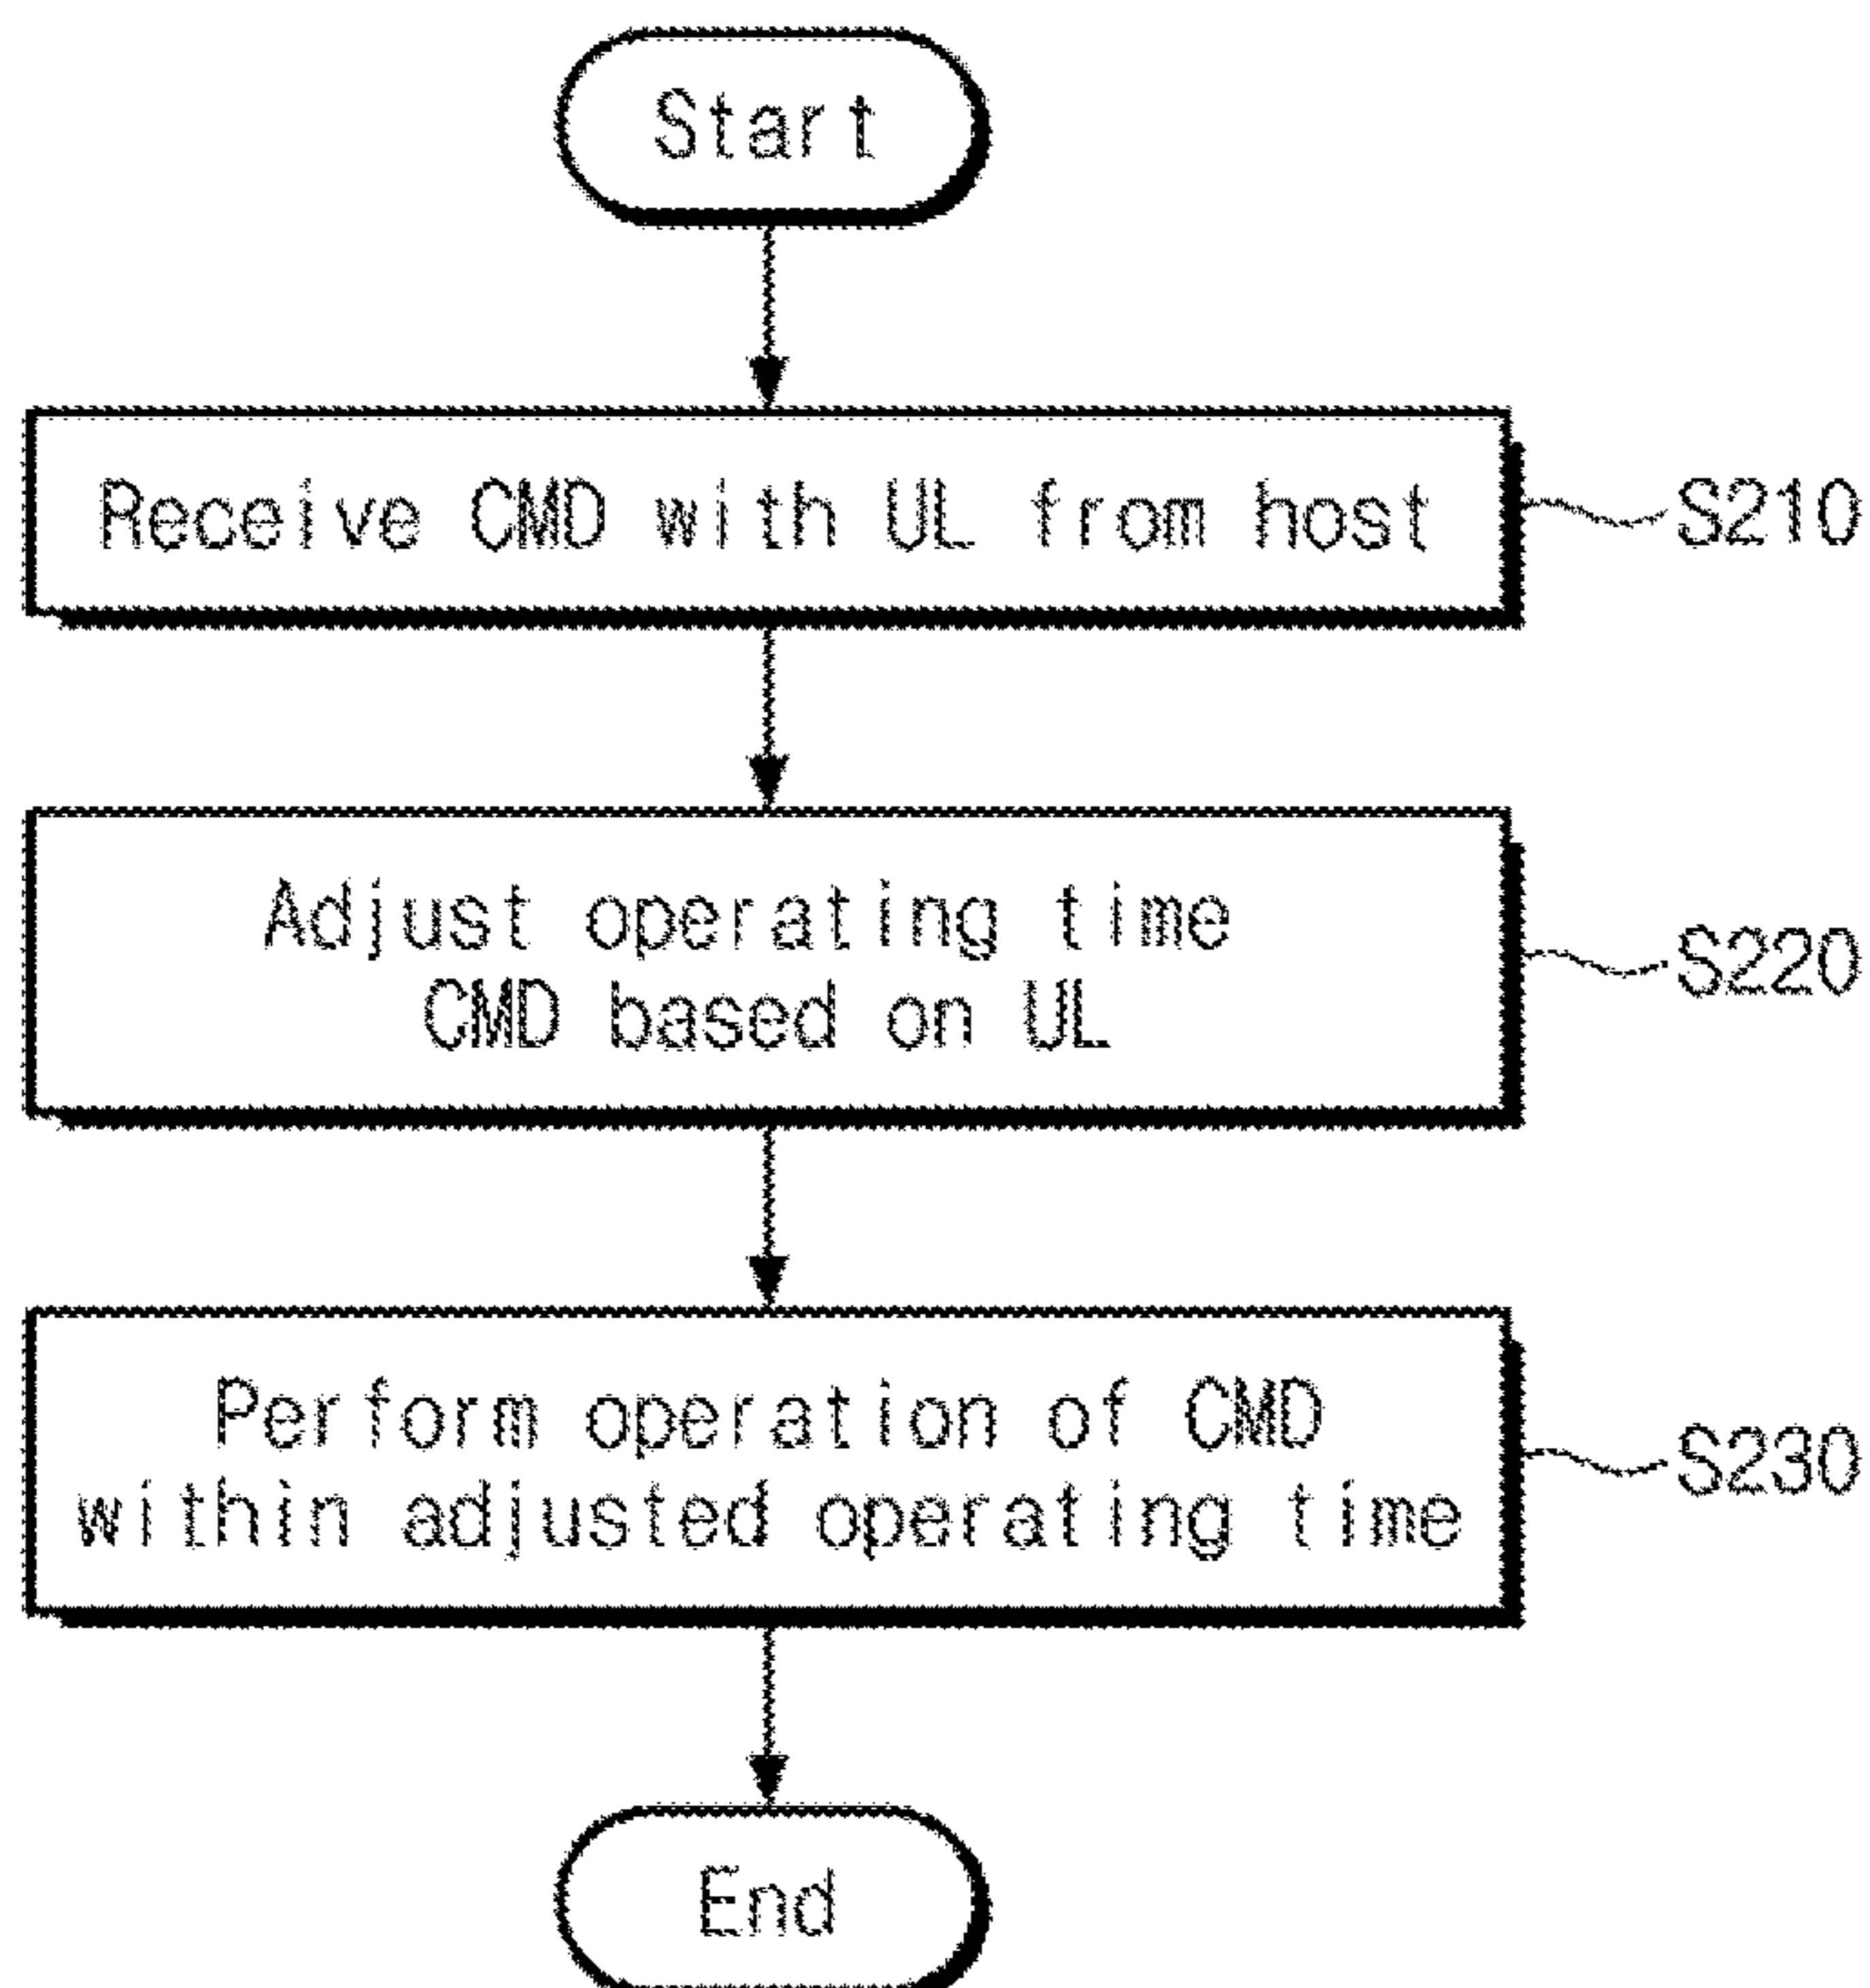 Start
Receive CMD with UL from host
S210
Adjust operating time
CMD based on UL
S220
Perform operation of CMD
within adjusted operating time
S230
End